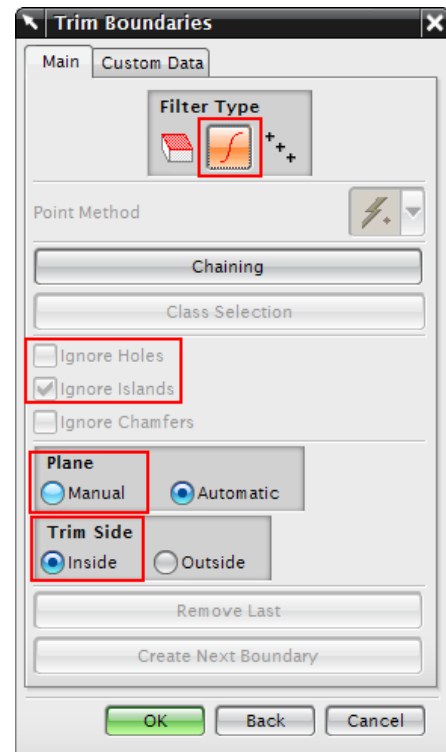 Trim Boundaries
Main Custom Data
Filter Type
Point Method
Chaining
Class Selection
Ignore Holes
Ignore Islands
Ignore Chamfers
Plane
Manual Automatic
Trim Side
Inside Outside
Remove Last
Create Next Boundary
OK Back Cancel